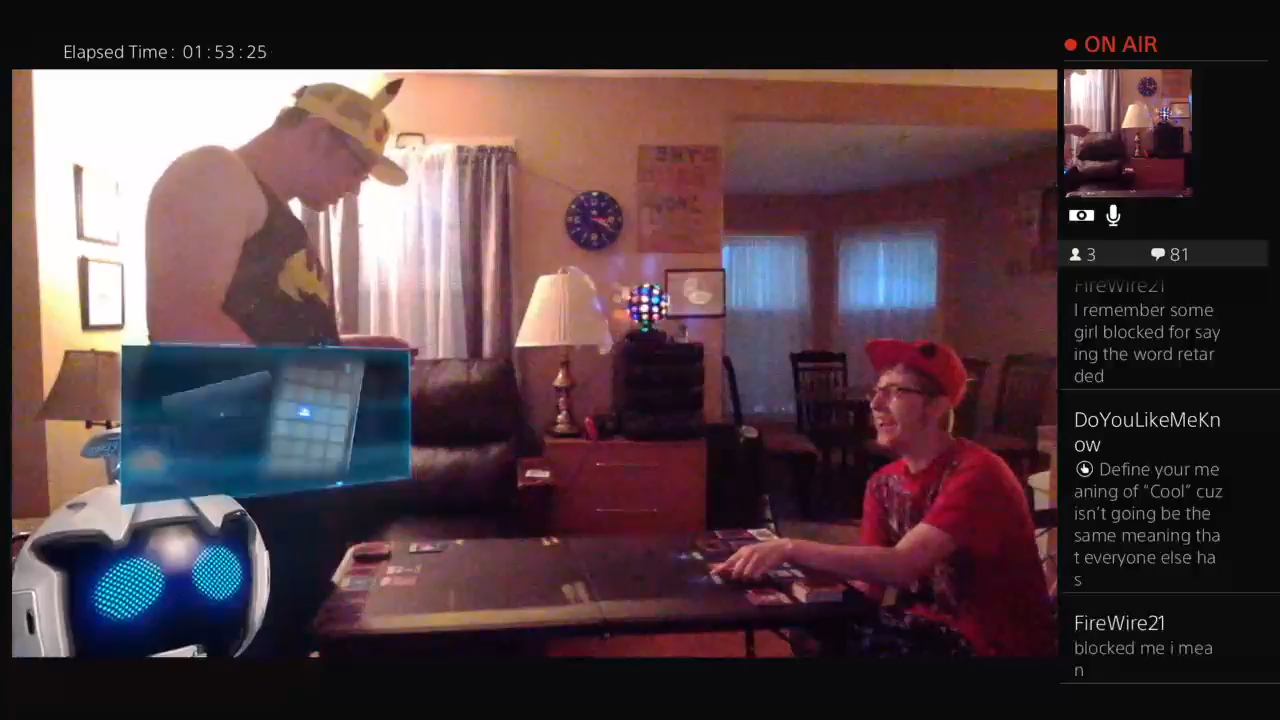 Elapsed Time: 01:53:25
ON AIR
3
81
FireWire21
I remember some
girl blocked for say
ing the word retar
ded
DoYouLikeMeKn
ow
Define your me
aning of "Cool" cuz
isn't going be the
same meaning tha
t everyone else ha
s
FireWire21
blocked me i mea
n